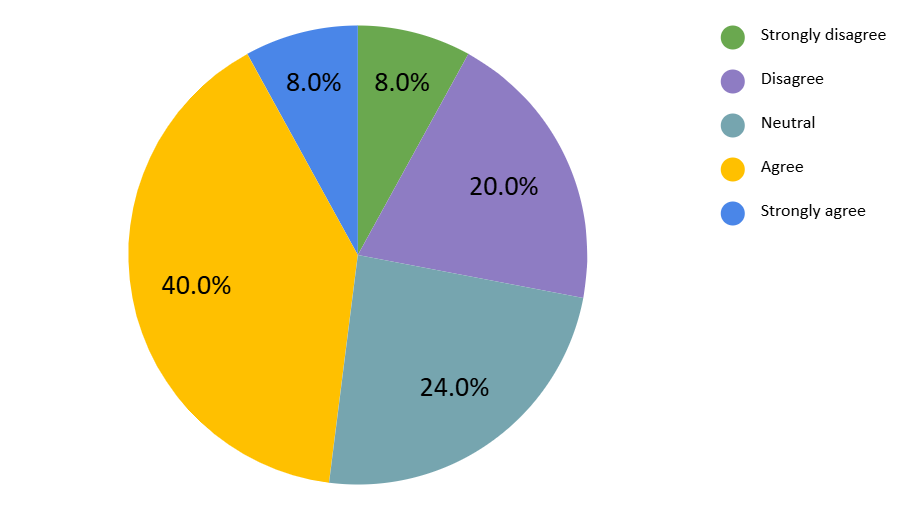 8.0%
8.0%
20.0%
24.0%
40.0%
Strongly disagree
Disagree
Neutral
Agree
Strongly agree